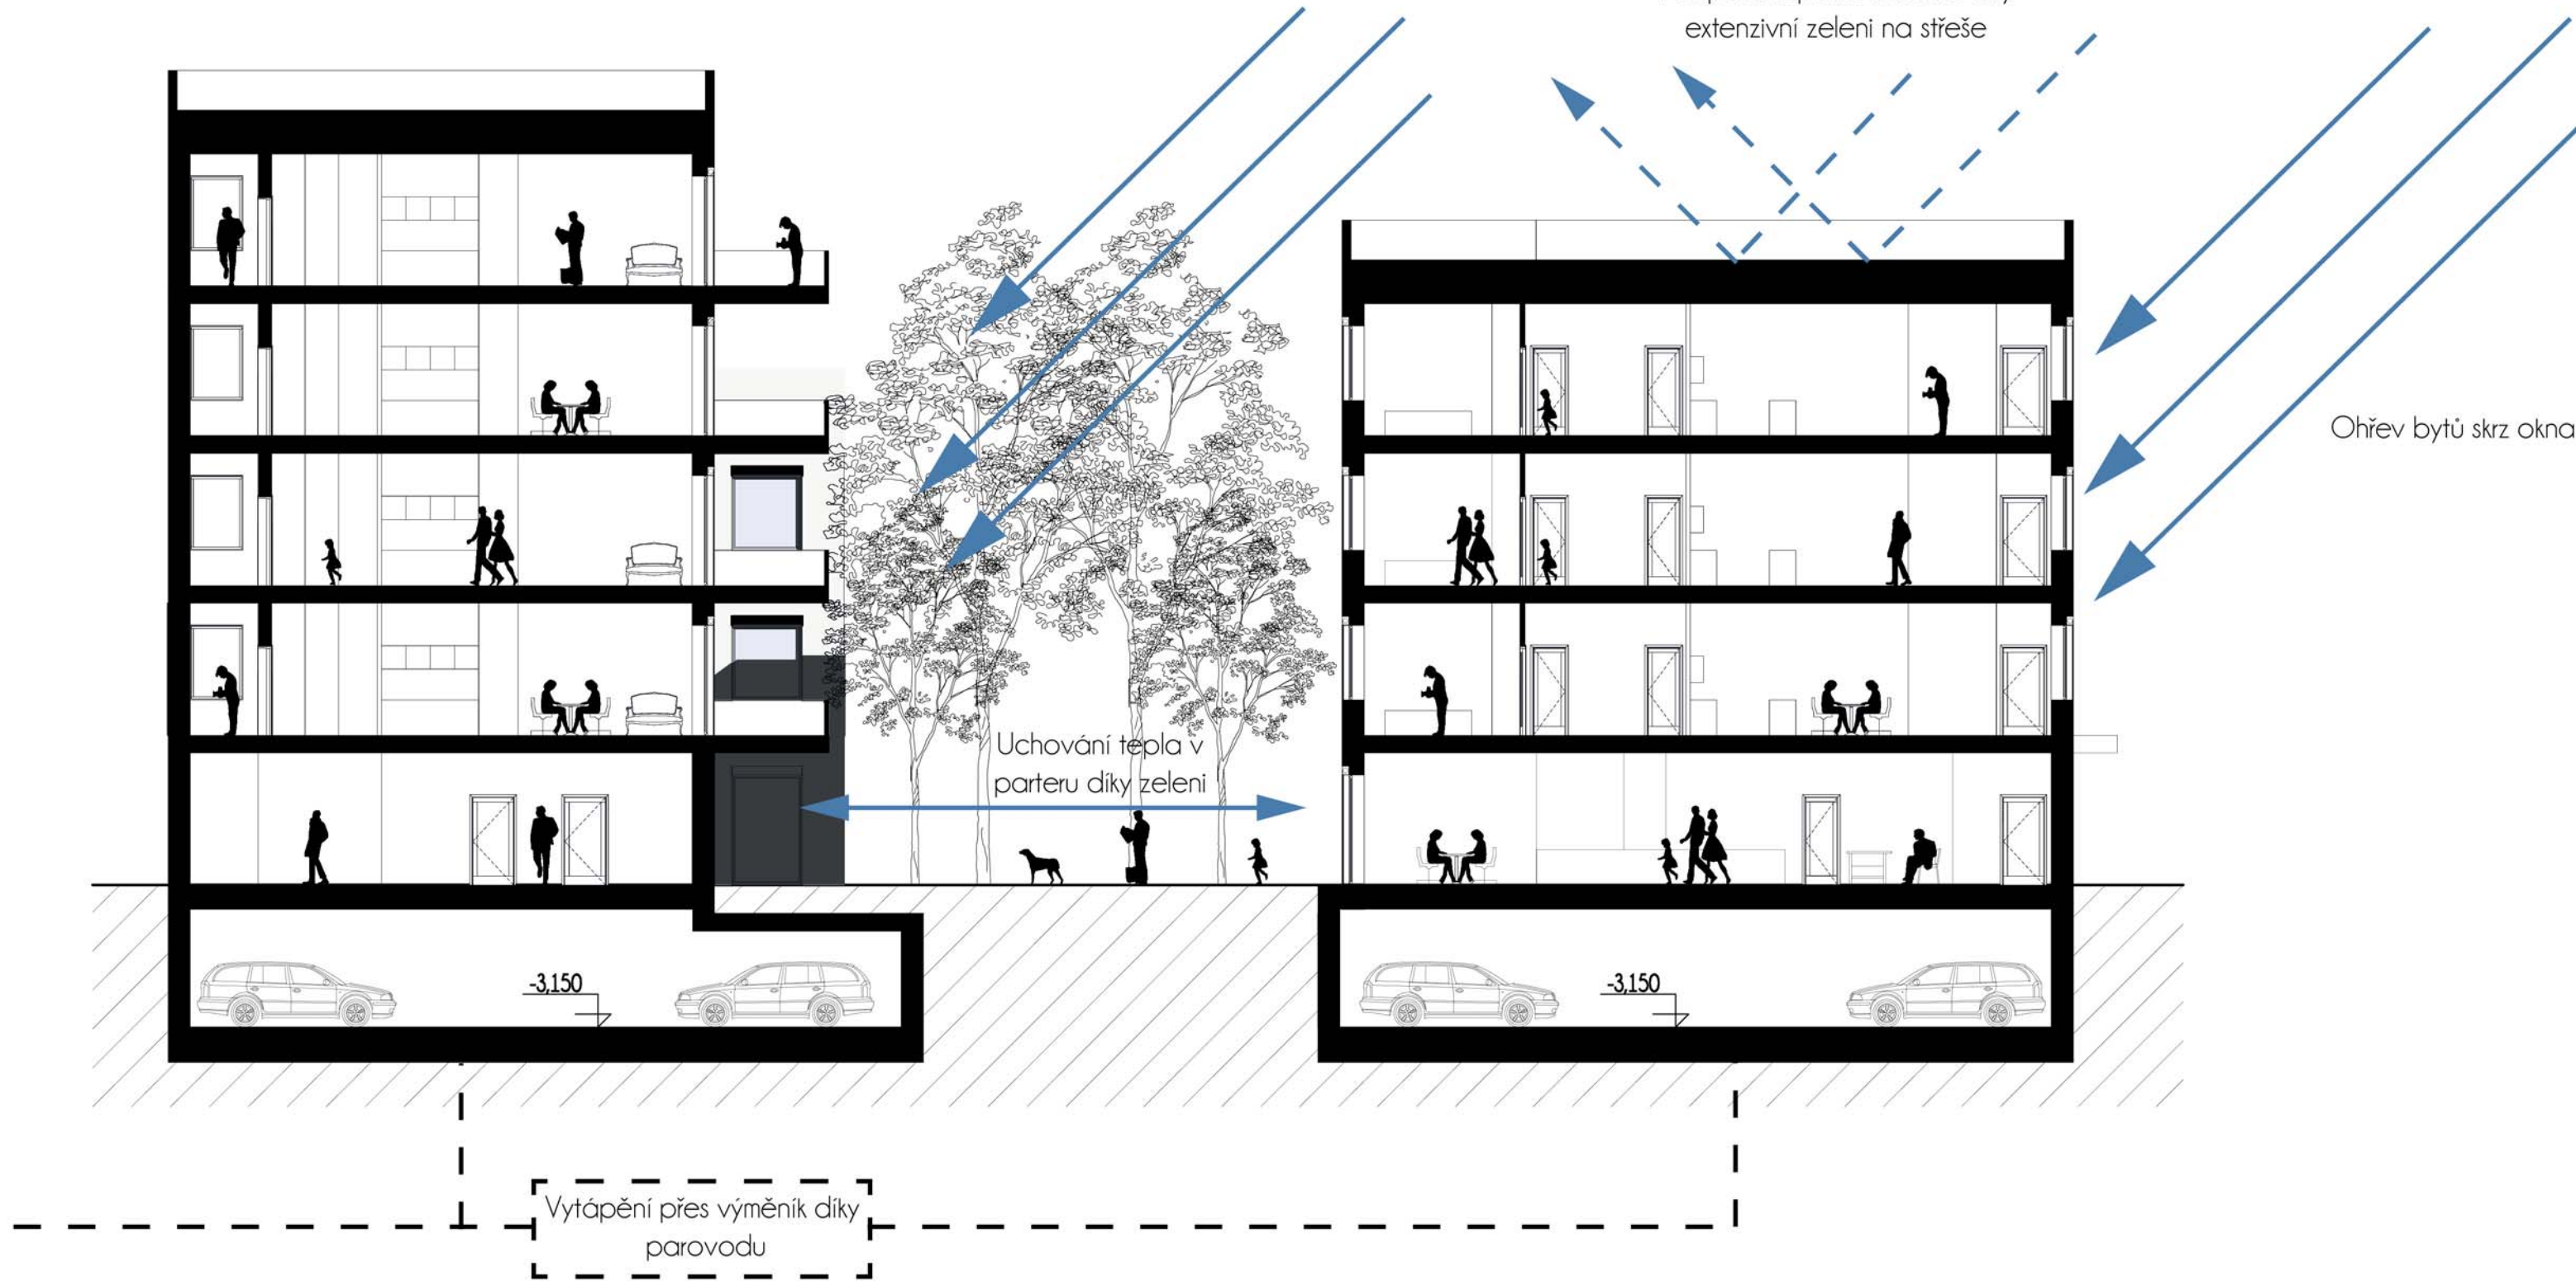 extenzivní zeleni na střeše
Ohřev bytů skrz okna
Uchování tepla v
parteru díky zeleni
-3,150
-3,150
Vytápění přes výměník díky
parovodu